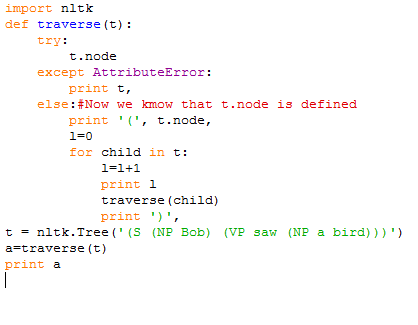 import nltk
def traverse(t):
    try:
        t.node
    except AttributeError:
        print t,
    else:#Now we kmow that t.node is defined
        print '(', t.node,
        l=0
        for child in t:
            l=l+1
            print l
            traverse(child)
            print ')',
t = nltk.Tree('(S (NP Bob) (VP saw (NP a bird)))')
a=traverse(t)
print a